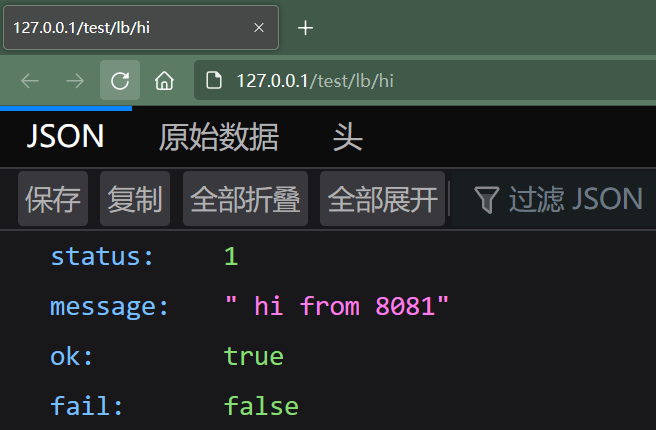 127.0.0.1/test/lb/hi
127.0.0.1/test/lb/hi
JSON 原始数据 头
保存 复制 全部折叠 全部展开 过滤 JSON
status: 1
message: " hi from 8081"
ok: true
fail: false